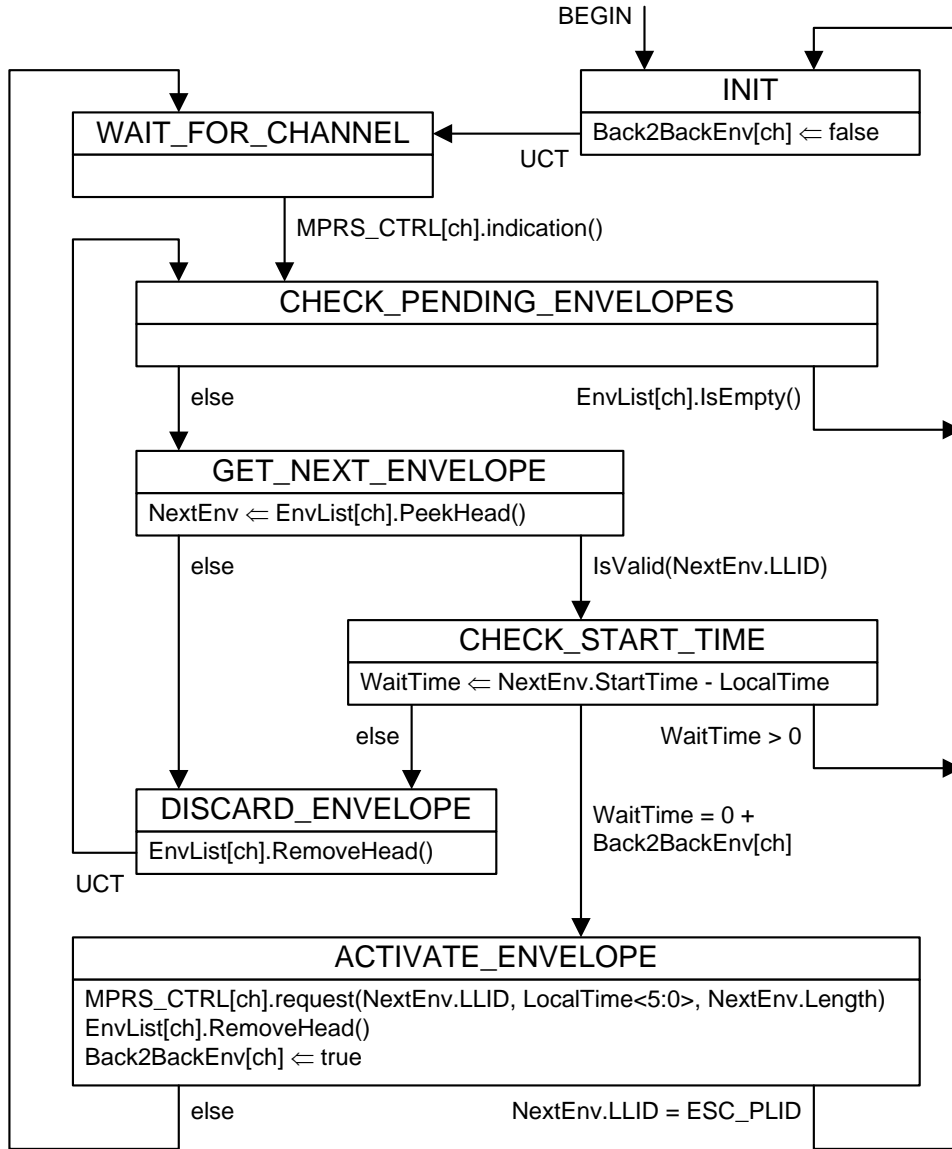 BEGIN
INIT
Back2BackEnv[ch] ⇐ false
WAIT_FOR_CHANNEL
UCT
MPRS_CTRL[ch].indication()
CHECK_PENDING_ENVELOPES
else
EnvList[ch].IsEmpty()
GET_NEXT_ENVELOPE
NextEnv ⇐ EnvList[ch].PeekHead()
else
IsValid(NextEnv.LLID)
CHECK_START_TIME
WaitTime ⇐ NextEnv.StartTime - LocalTime
else
WaitTime > 0
DISCARD_ENVELOPE
EnvList[ch].RemoveHead()
UCT
WaitTime = 0 +
Back2BackEnv[ch]
ACTIVATE_ENVELOPE
MPRS_CTRL[ch].request(NextEnv.LLID, LocalTime<5:0>, NextEnv.Length)
EnvList[ch].RemoveHead()
Back2BackEnv[ch] ⇐ true
else
NextEnv.LLID = ESC_PLID